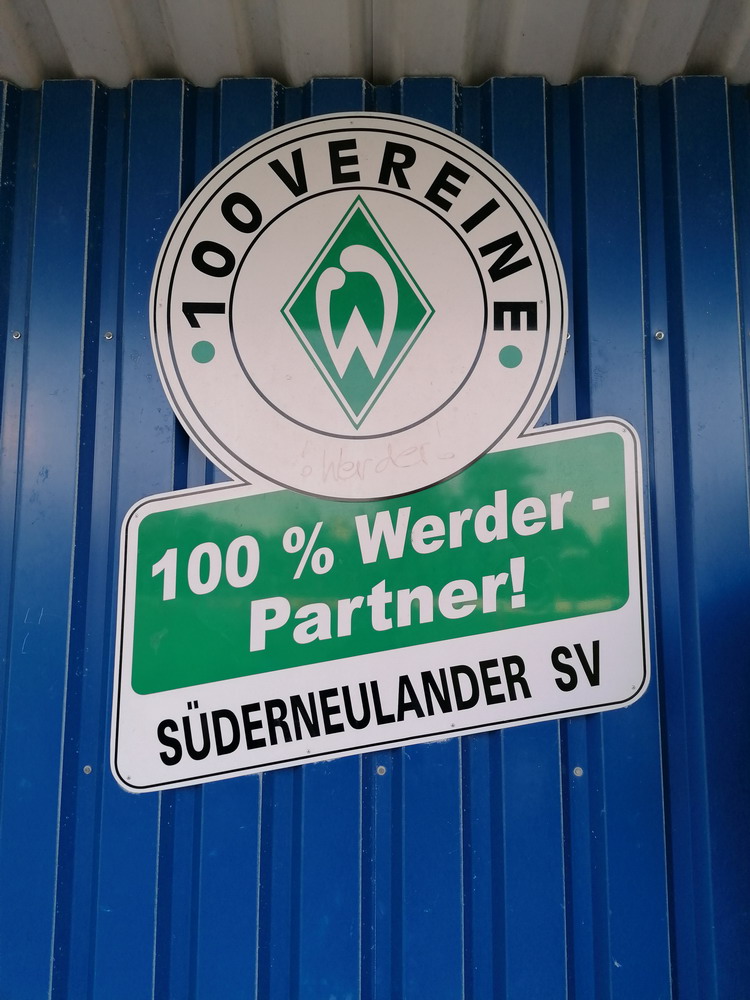 100 VEREINE
W
Werder!
100 % Werder -
Partner!
SÜDERNEULANDER SV